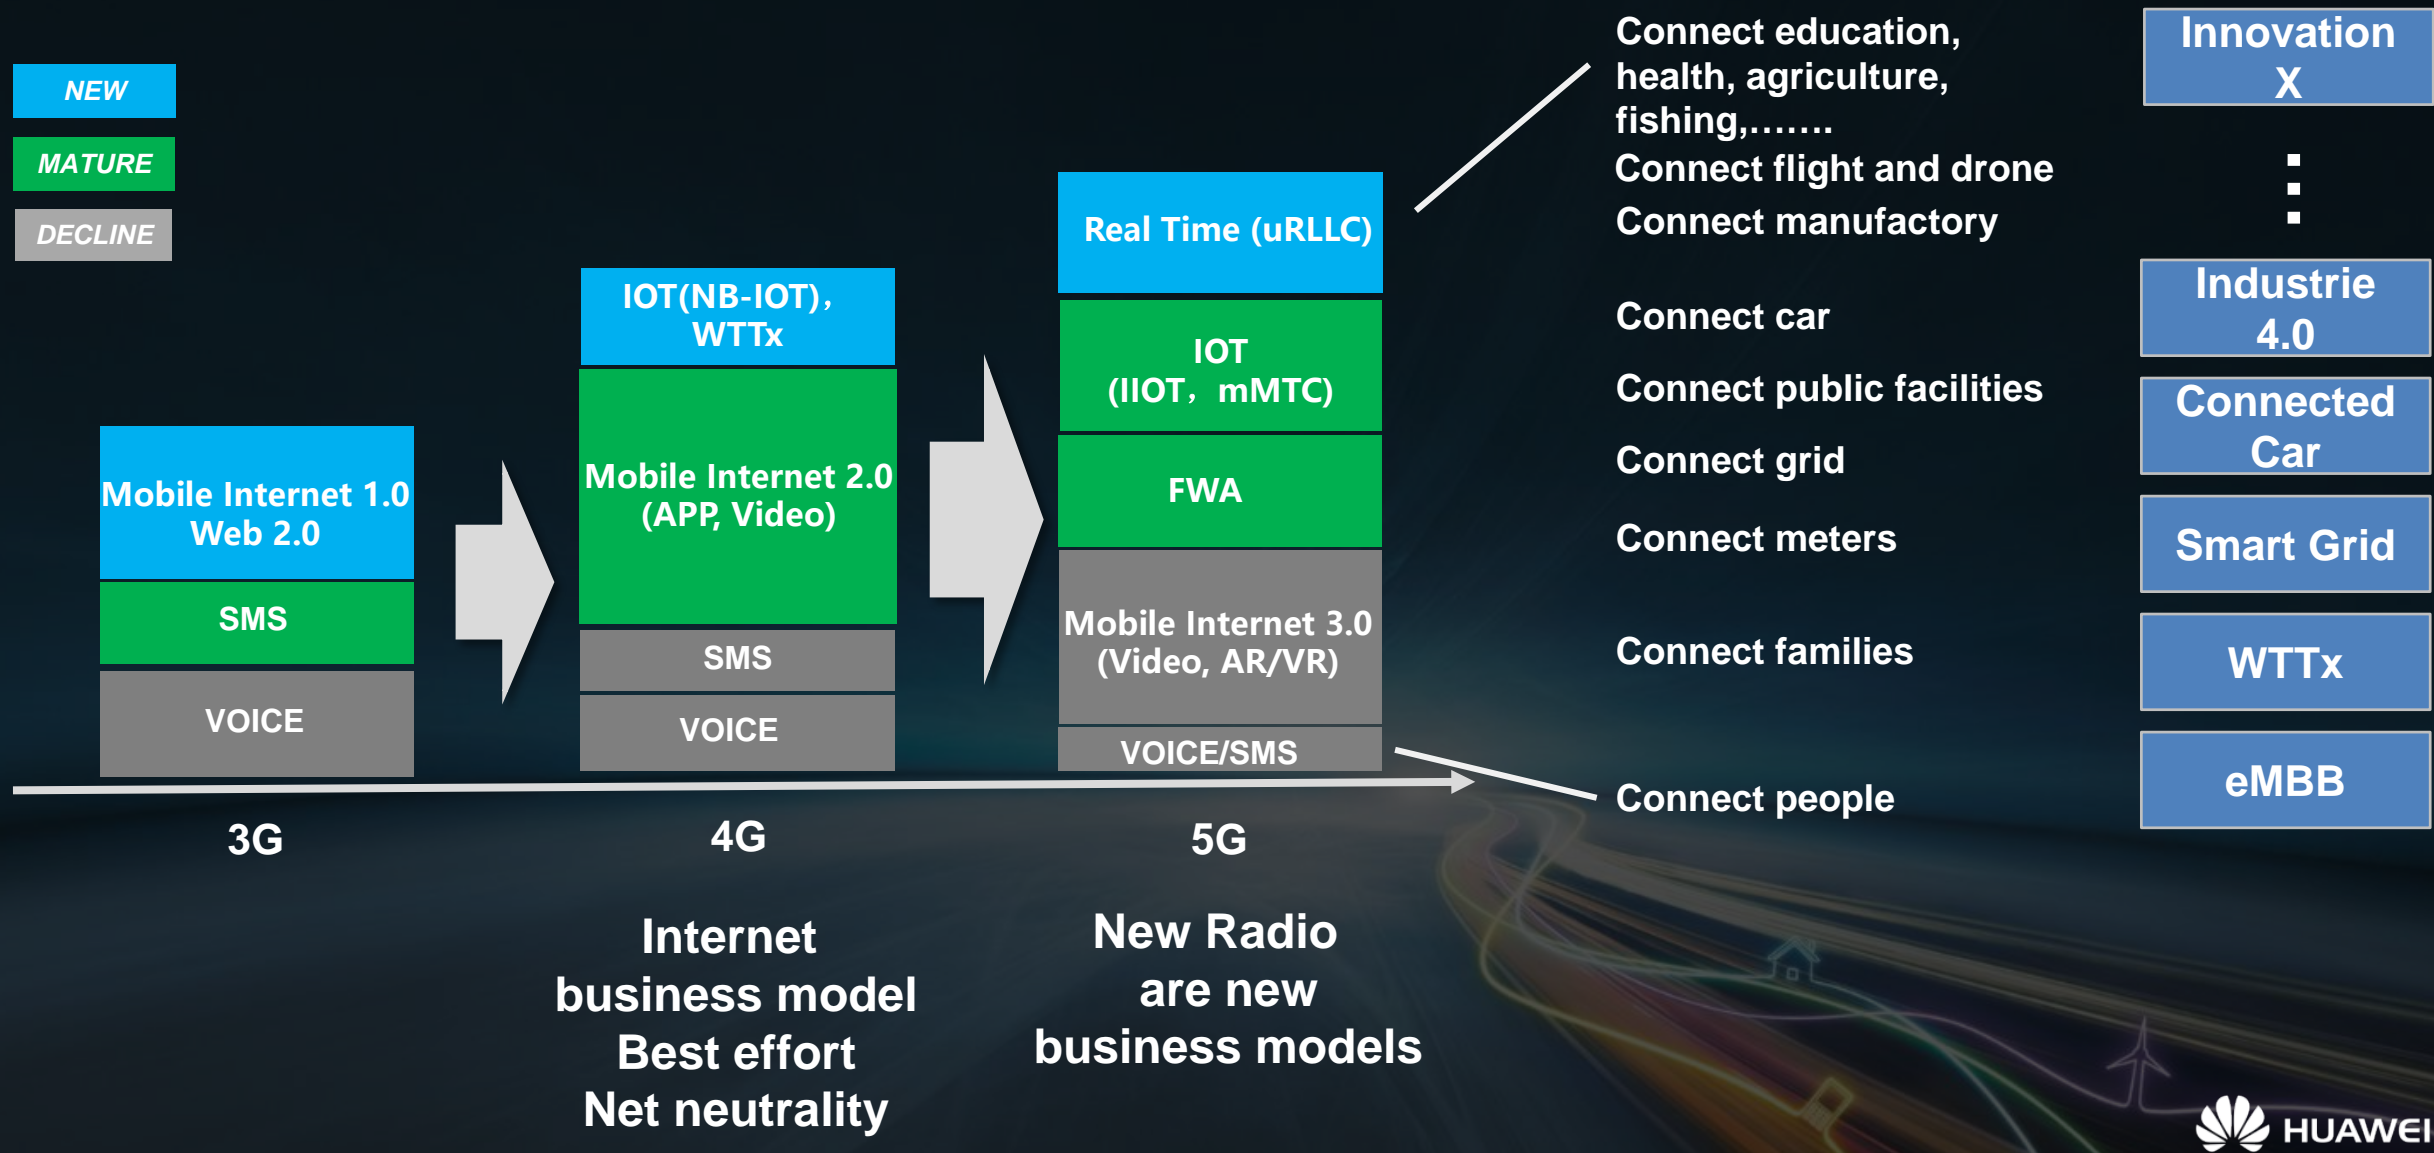 NEW
MATURE
DECLINE
Mobile Internet 1.0
Web 2.0
SMS
VOICE
3G
IOT(NB-IOT)，
WTTx
Mobile Internet 2.0
(APP, Video)
SMS
VOICE
4G
Internet
business model
Best effort
Net neutrality
Real Time (uRLLC)
IOT
(IIOT，mMTC)
FWA
Mobile Internet 3.0
(Video, AR/VR)
VOICE/SMS
5G
New Radio
are new
business models
Connect education,
health, agriculture,
fishing,…….
Connect flight and drone
Connect manufactory
Connect car
Connect public facilities
Connect grid
Connect meters
Connect families
Connect people
Innovation
X
⋮
Industrie
4.0
Connected
Car
Smart Grid
WTTx
eMBB
HUAWEI